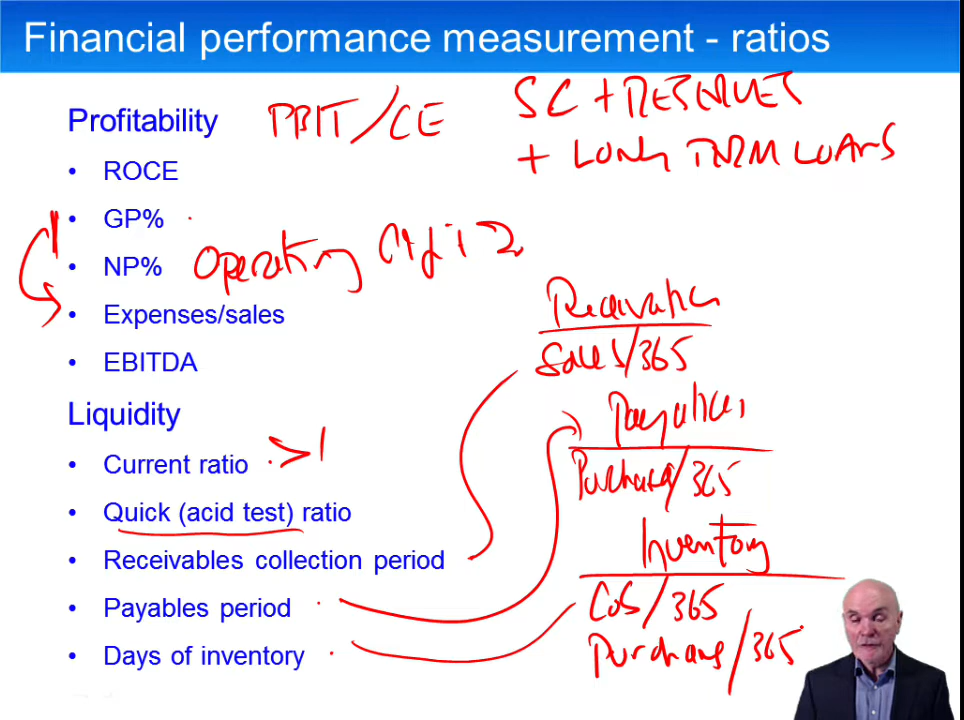 Financial performance measurement - ratios
Profitability PBIT/CE SC + RESERVES
+ LONG TERM LOANS
• ROCE
• GP%
• NP% Operating
• Expenses/sales
• EBITDA
Receivables
Sales/365
Liquidity
Payables
• Current ratio >1
Purchases/365
• Quick (acid test) ratio
• Receivables collection period
Inventory
• Payables period
CoS/365
• Days of inventory
Purchases/365